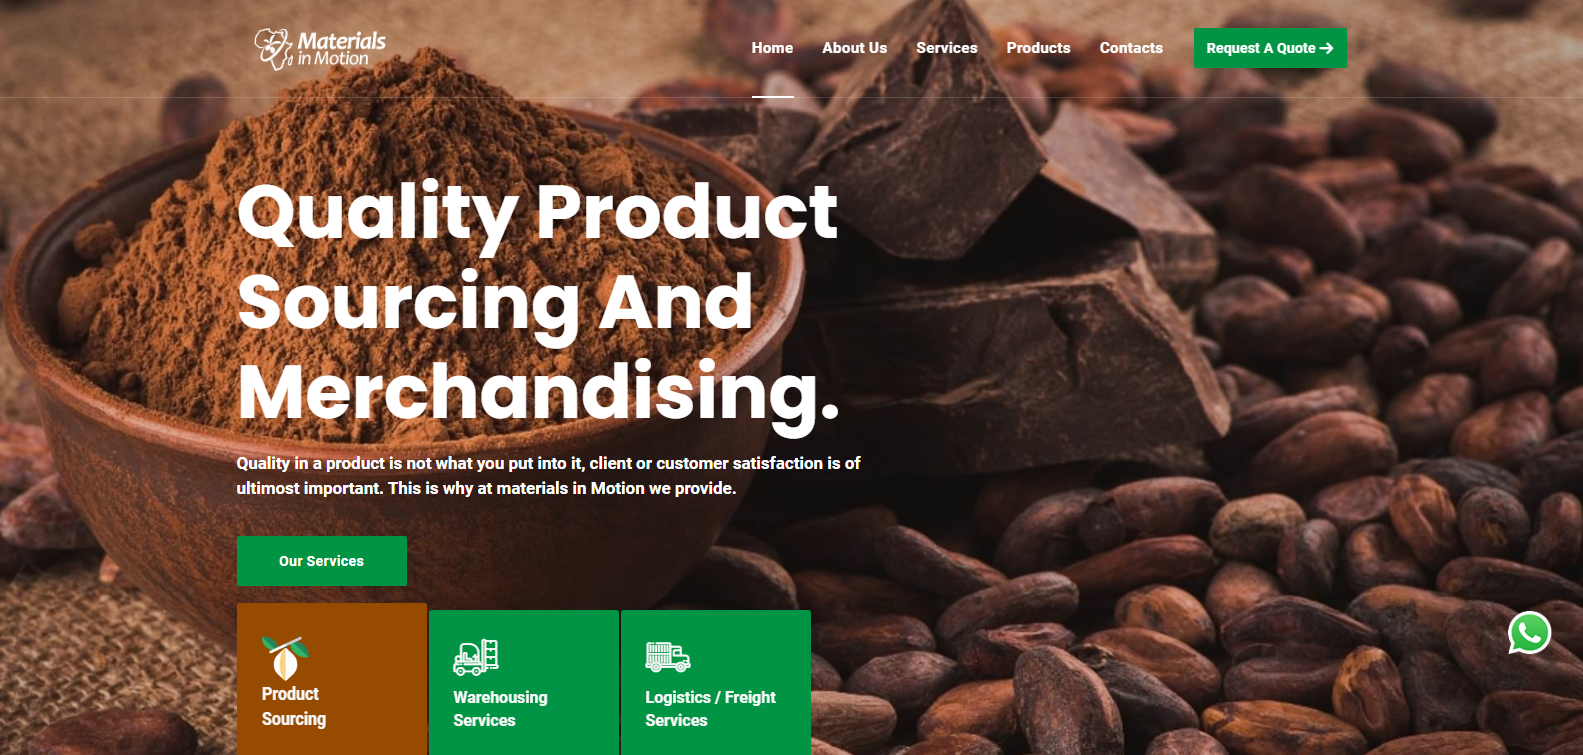 Materials
in Motion
Home About Us Services Products Contacts Request A Quote →
Quality Product
Sourcing And
Merchandising.
Quality in a product is not what you put into it, client or customer satisfaction is of
ultimost important. This is why at materials in Motion we provide.
Our Services
Product
Sourcing
Warehousing
Services
Logistics / Freight
Services